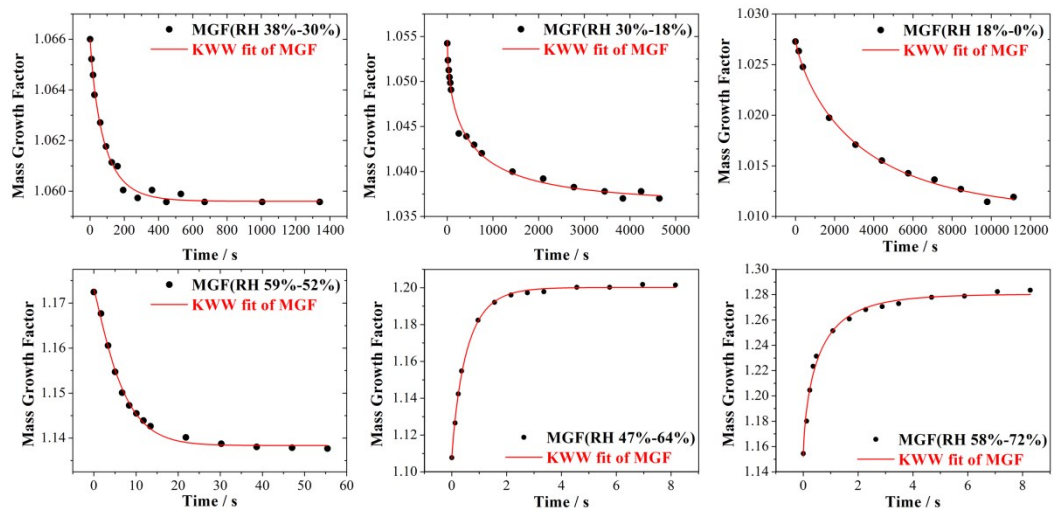 MGF(RH 38%-30%)
KWW fit of MGF
Mass Growth Factor
1.066
1.064
1.062
1.060
0 200 400 600 800 1000 1200 1400
Time / s
MGF(RH 30%-18%)
KWW fit of MGF
Mass Growth Factor
1.055
1.050
1.045
1.040
1.035
0 1000 2000 3000 4000 5000
Time / s
MGF(RH 18%-0%)
KWW fit of MGF
Mass Growth Factor
1.030
1.025
1.020
1.015
1.010
0 2000 4000 6000 8000 10000 12000
Time / s
MGF(RH 59%-52%)
KWW fit of MGF
Mass Growth Factor
1.17
1.16
1.15
1.14
0 10 20 30 40 50 60
Time / s
MGF(RH 47%-64%)
KWW fit of MGF
Mass Growth Factor
1.20
1.18
1.16
1.14
1.12
1.10
0 2 4 6 8
Time / s
MGF(RH 58%-72%)
KWW fit of MGF
Mass Growth Factor
1.30
1.28
1.26
1.24
1.22
1.20
1.18
1.16
1.14
0 2 4 6 8
Time / s